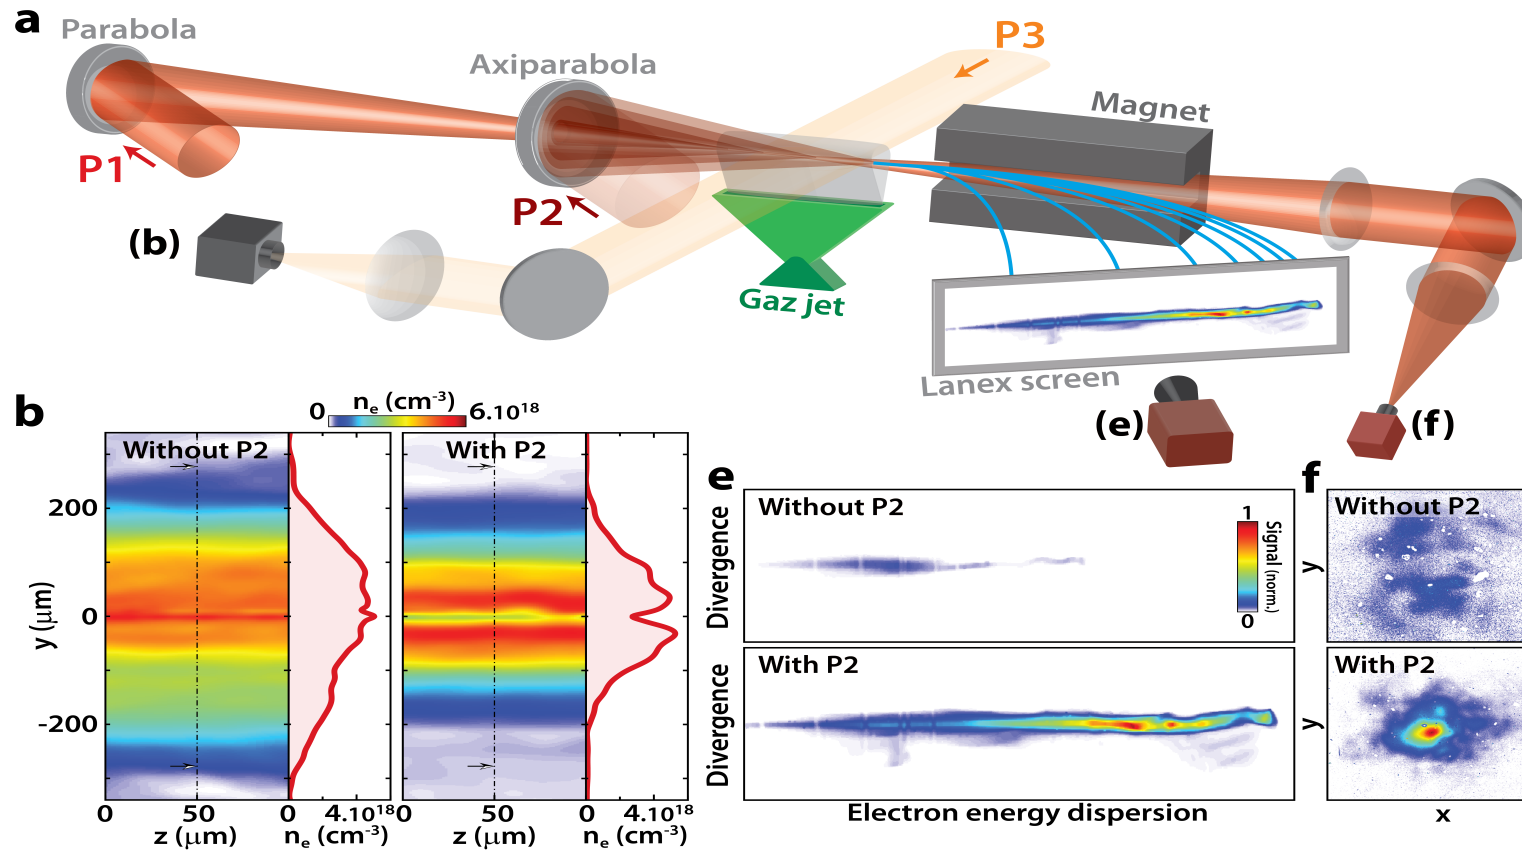 a
Parabola
P1
Axiparabola
P2
P3
Magnet
(b)
Gaz jet
Lanex screen
(e)
(f)
b
0 nₑ (cm⁻³) 6.10¹⁸
Without P2
With P2
200
0
-200
y (μm)
0 50 0 4.10¹⁸ 0 50 0 4.10¹⁸
z (μm) nₑ (cm⁻³) z (μm) nₑ (cm⁻³)
e
Without P2
Divergence
1
Signal (norm.)
0
With P2
Divergence
Electron energy dispersion
f
Without P2
y
With P2
y
x